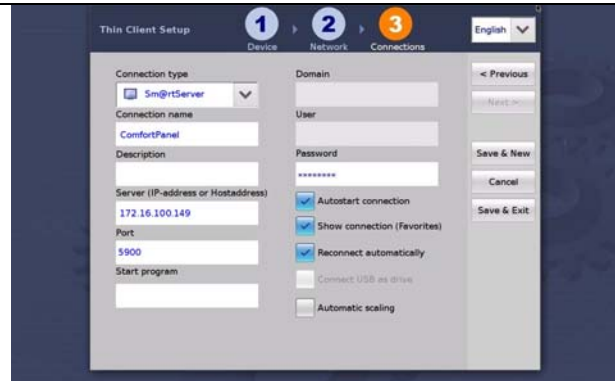 Thin Client Setup
1
2
3
Device
Network
Connections
English
Connection type
Sm@rtServer
Connection name
ComfortPanel
Description
Server (IP-address or Hostaddress)
172.16.100.149
Port
5900
Start program
Domain
User
Password
********
Autostart connection
Show connection (Favorites)
Reconnect automatically
Connect USB as drive
Automatic scaling
< Previous
Next >
Save & New
Cancel
Save & Exit